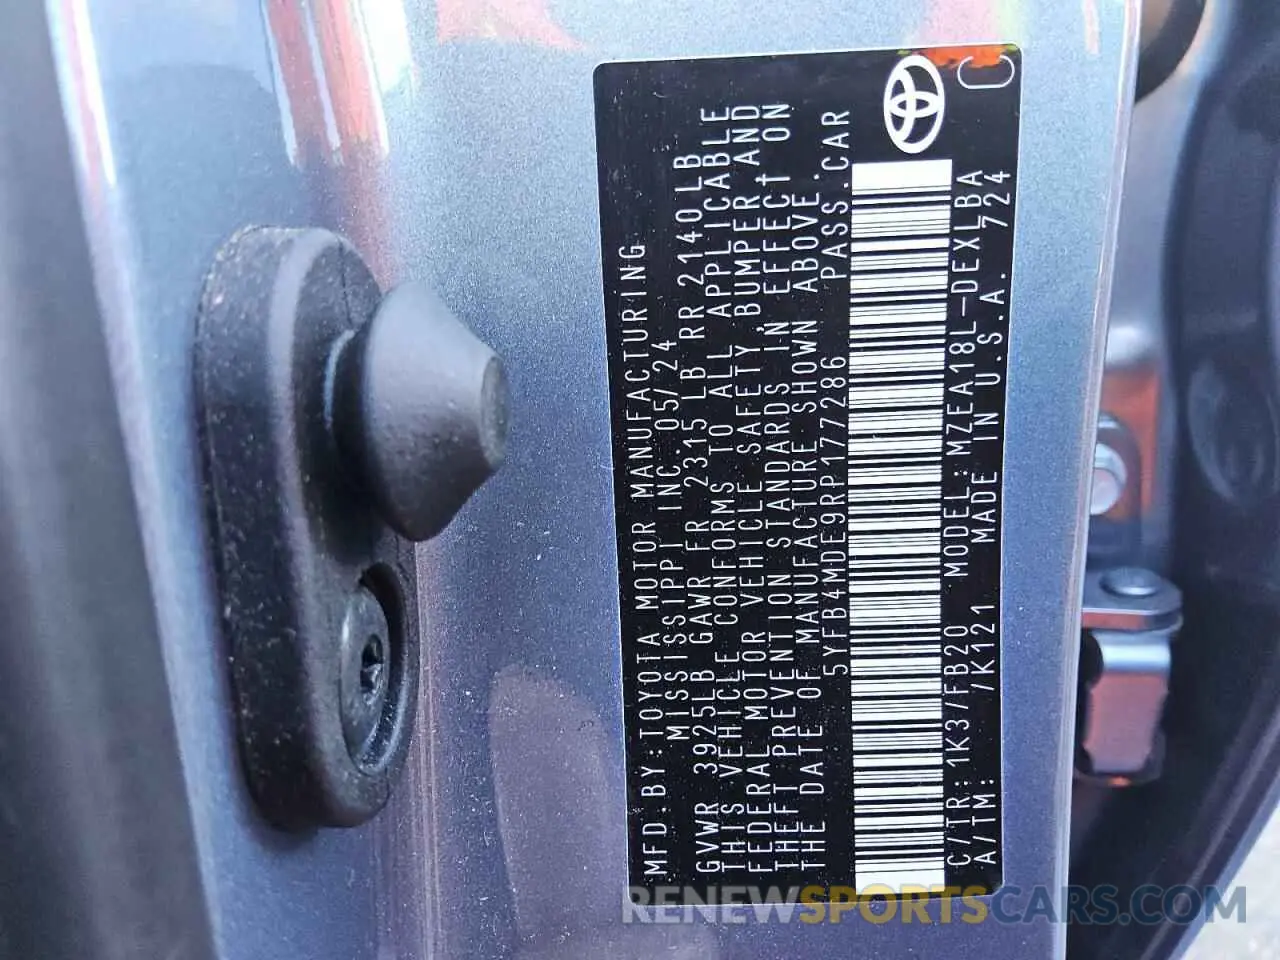 MFD.BY:TOYOTA MOTOR MANUFACTURING
MISSISSIPPI INC. 05/24
GVWR 3925LB GAWR FR 2315LB RR 2140LB
THIS VEHICLE CONFORMS TO ALL APPLICABLE
FEDERAL MOTOR VEHICLE SAFETY, BUMPER AND
THEFT PREVENTION STANDARDS IN EFFECT ON
THE DATE OF MANUFACTURE SHOWN ABOVE.
5YFB4MDE9RP177286 PASS.CAR
C/TR: 1K3/FB20 MODEL:MZEA18L-DEXLBA
A/TM: /K121 MADE IN U.S.A. 724
C
RENEWSPORTSCARS.COM